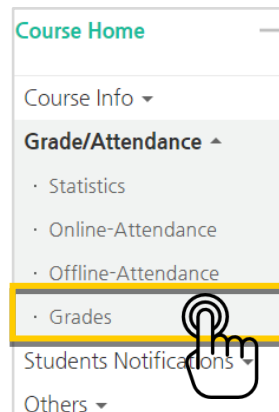 Course Home
Course Info
Grade/Attendance
· Statistics
· Online-Attendance
· Offline-Attendance
· Grades
Students Notifications
Others